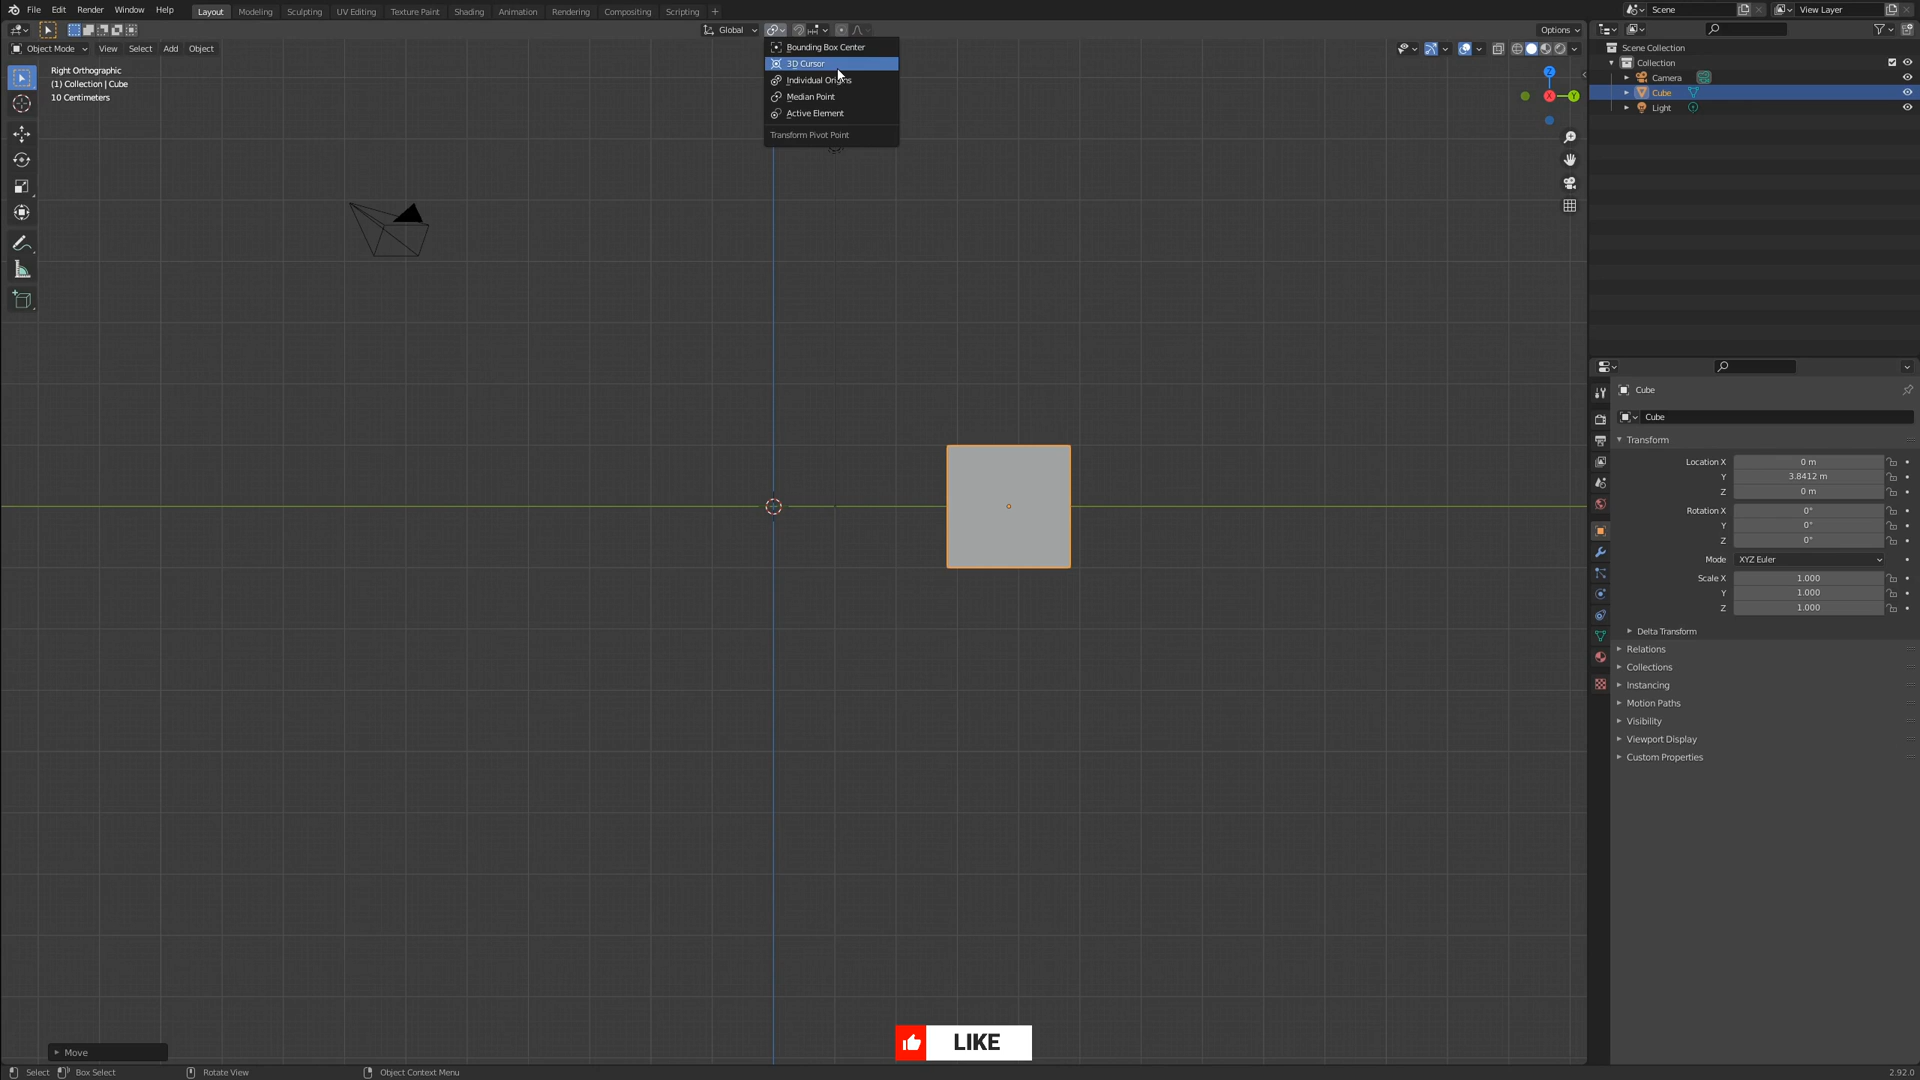 File Edit Render Window Help Layout Modeling Sculpting UV Editing Texture Paint Shading Animation Rendering Compositing Scripting + Scene View Layer
Global Options
Object Mode View Select Add Object
Bounding Box Center
3D Cursor
Individual Origins
Median Point
Active Element
Transform Pivot Point
Right Orthographic
(1) Collection | Cube
10 Centimeters
Z
X
Y
Scene Collection
Collection
Camera
Cube
Light
Cube
Cube
Transform
Location X 0 m
Y 3.8412 m
Z 0 m
Rotation X 0°
Y 0°
Z 0°
Mode XYZ Euler
Scale X 1.000
Y 1.000
Z 1.000
Delta Transform
Relations
Collections
Instancing
Motion Paths
Visibility
Viewport Display
Custom Properties
LIKE
Move
Select Box Select Rotate View Object Context Menu 2.92.0